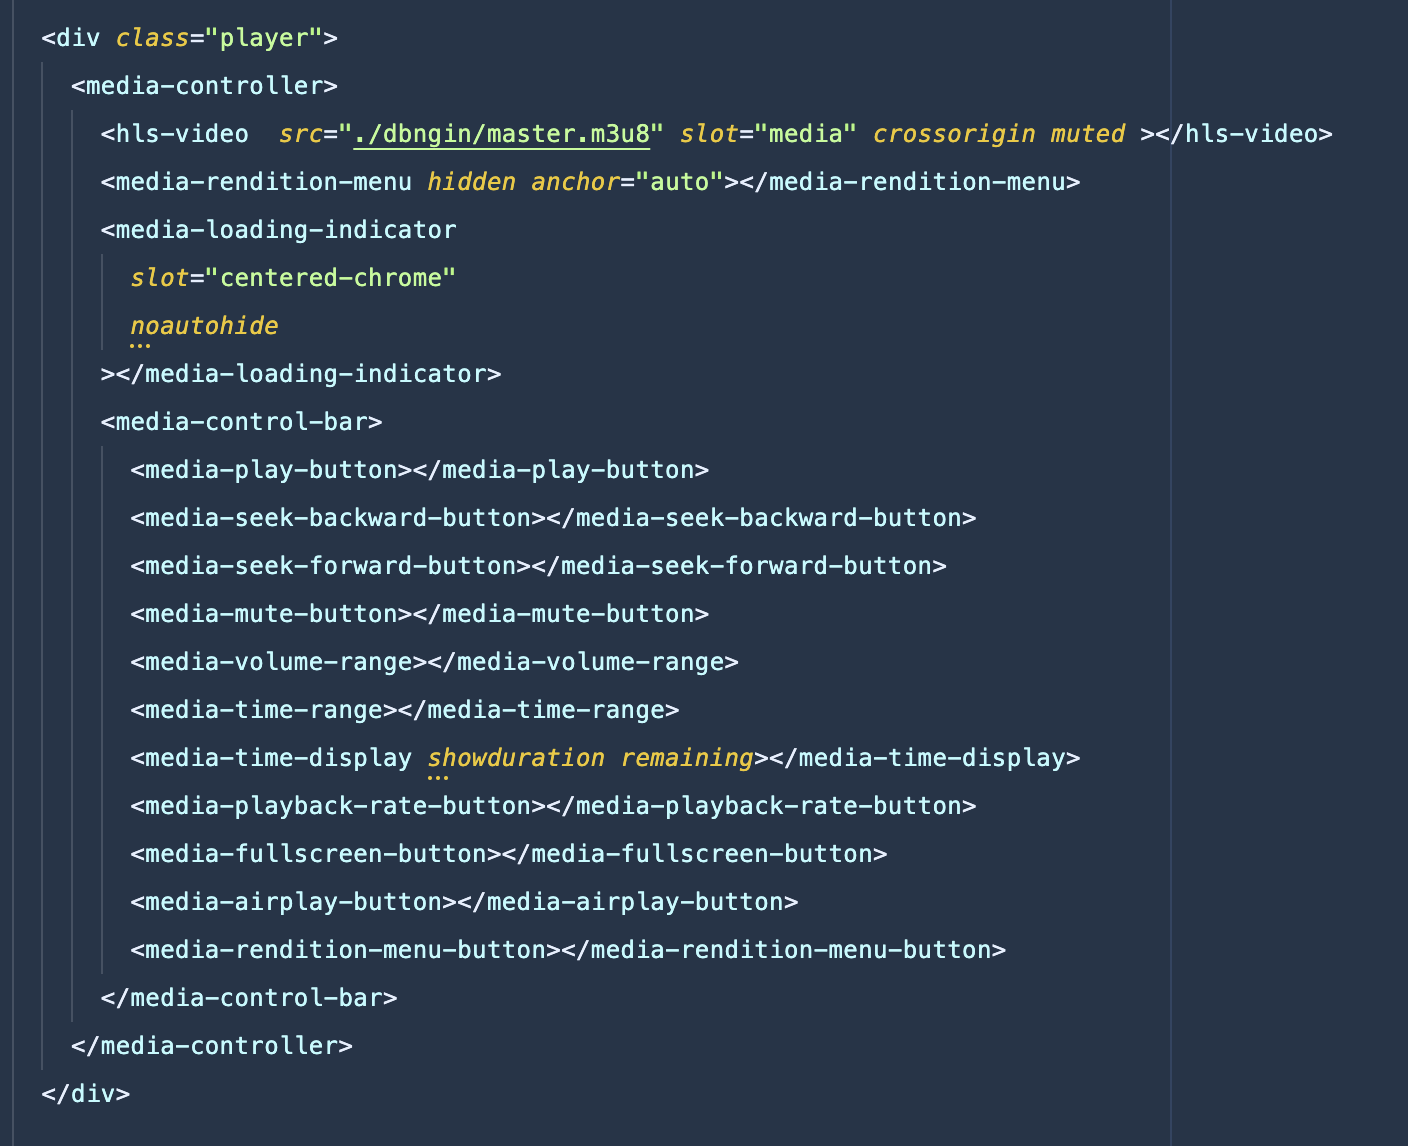 <div class="player">
<media-controller>
<hls-video  src="./dbngin/master.m3u8" slot="media" crossorigin muted ></hls-video>
<media-rendition-menu hidden anchor="auto"></media-rendition-menu>
<media-loading-indicator
slot="centered-chrome"
noautohide
></media-loading-indicator>
<media-control-bar>
<media-play-button></media-play-button>
<media-seek-backward-button></media-seek-backward-button>
<media-seek-forward-button></media-seek-forward-button>
<media-mute-button></media-mute-button>
<media-volume-range></media-volume-range>
<media-time-range></media-time-range>
<media-time-display showduration remaining></media-time-display>
<media-playback-rate-button></media-playback-rate-button>
<media-fullscreen-button></media-fullscreen-button>
<media-airplay-button></media-airplay-button>
<media-rendition-menu-button></media-rendition-menu-button>
</media-control-bar>
</media-controller>
</div>